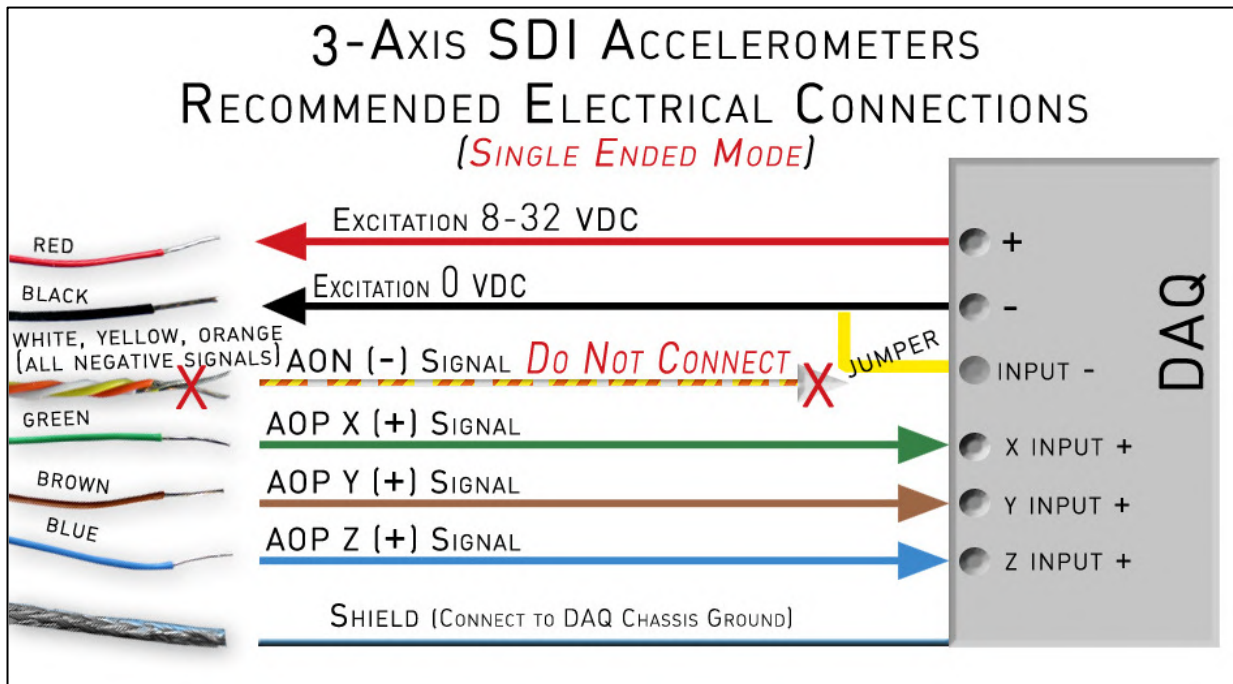 3-AXIS SDI ACCELEROMETERS
RECOMMENDED ELECTRICAL CONNECTIONS
(SINGLE ENDED MODE)
RED
EXCITATION 8-32 VDC
+
BLACK
EXCITATION 0 VDC
-
WHITE, YELLOW, ORANGE
(ALL NEGATIVE SIGNALS)
AON (-) SIGNAL DO NOT CONNECT
X
X
JUMPER
INPUT -
DAQ
GREEN
AOP X (+) SIGNAL
X INPUT +
BROWN
AOP Y (+) SIGNAL
Y INPUT +
BLUE
AOP Z (+) SIGNAL
Z INPUT +
SHIELD (CONNECT TO DAQ CHASSIS GROUND)